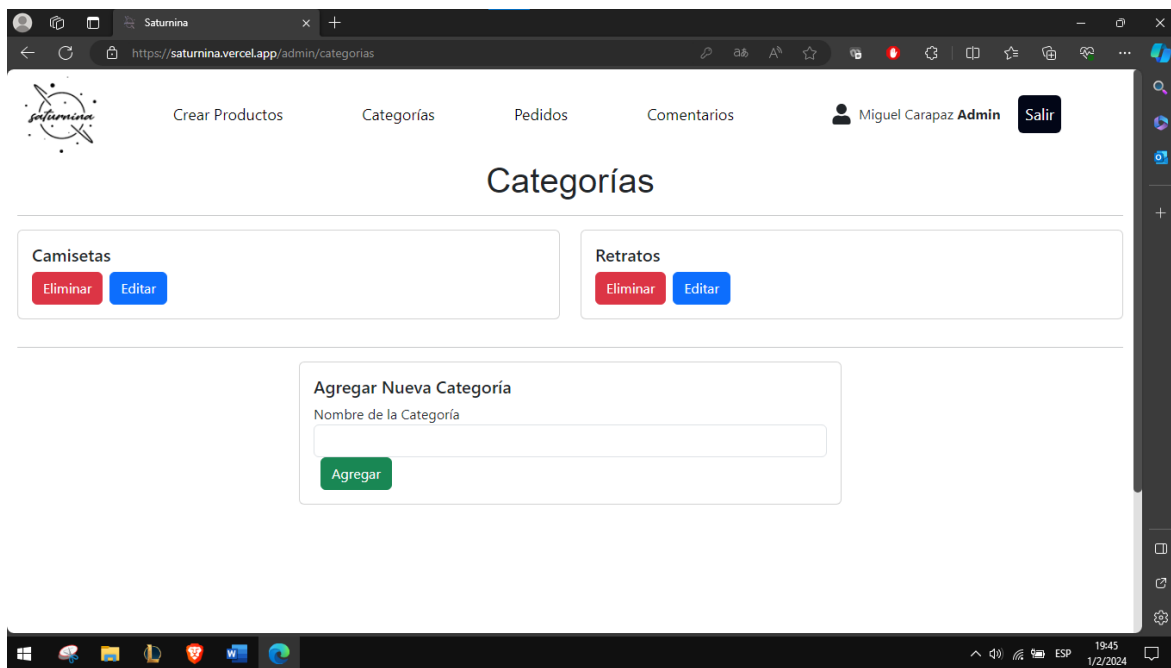 Saturnina
https://saturnina.vercel.app/admin/categorias
saturnina
Crear Productos Categorías Pedidos Comentarios Miguel Carapaz Admin Salir
Categorías
Camisetas Retratos
Eliminar Editar Eliminar Editar
Agregar Nueva Categoría
Nombre de la Categoría
Agregar
ESP 19:45
1/2/2024